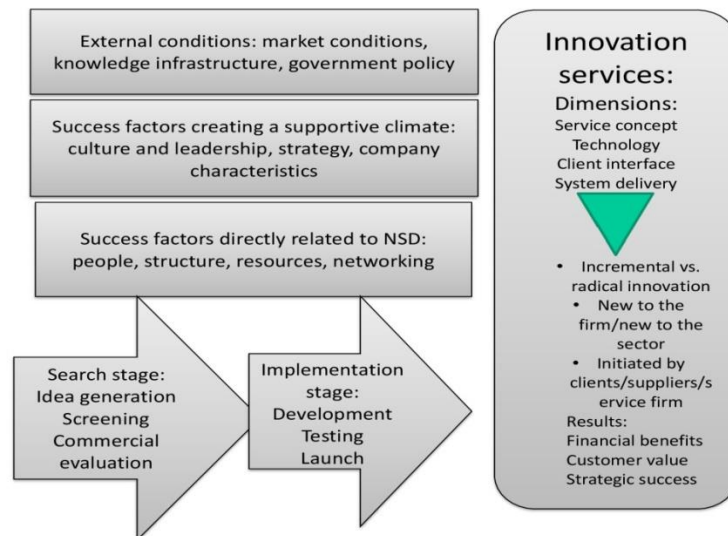 External conditions: market conditions,
knowledge infrastructure, government policy
Success factors creating a supportive climate:
culture and leadership, strategy, company
characteristics
Success factors directly related to NSD:
people, structure, resources, networking
Search stage:
Idea generation
Screening
Commercial
evaluation
Implementation
stage:
Development
Testing
Launch
Innovation
services:
Dimensions:
Service concept
Technology
Client interface
System delivery
• Incremental vs.
radical innovation
• New to the
firm/new to the
sector
• Initiated by
clients/suppliers/s
ervice firm
Results:
Financial benefits
Customer value
Strategic success